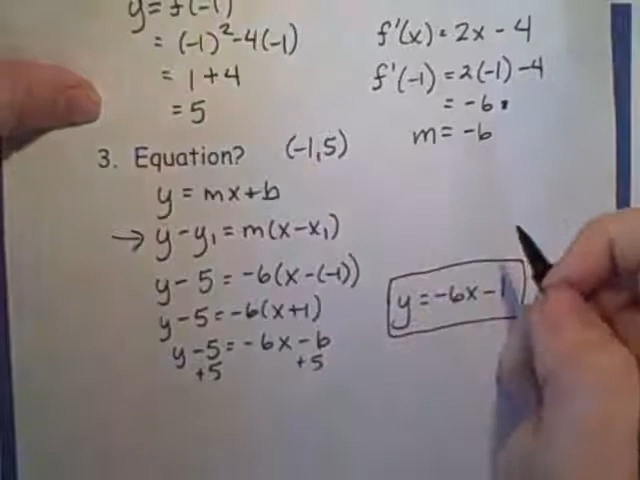 y = f(-1)
= (-1)² - 4(-1)
= 1 + 4
= 5
f'(x) = 2x - 4
f'(-1) = 2(-1) - 4
= -6.
m = -6
3. Equation? (-1,5)
y = mx + b
→ y - y₁ = m(x - x₁)
y - 5 = -6(x - (-1))
y - 5 = -6(x + 1)
y - 5 = -6x - 6
+5 +5
y = -6x - 1